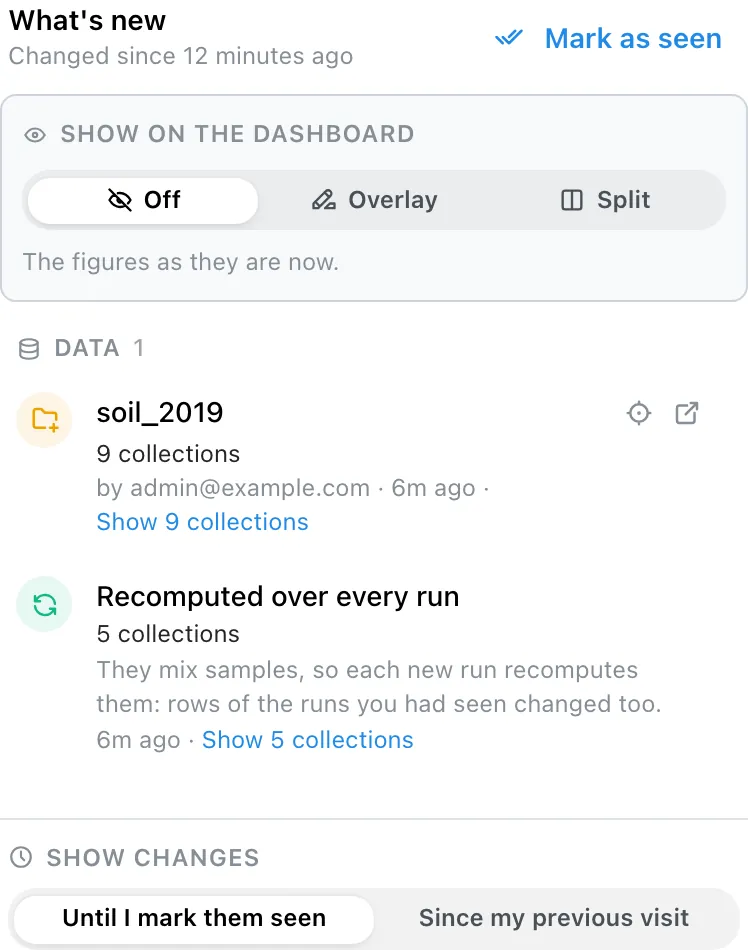 What's new
Changed since 12 minutes ago
Mark as seen
SHOW ON THE DASHBOARD
Off
Overlay
Split
The figures as they are now.
DATA 1
soil_2019
9 collections
by admin@example.com · 6m ago ·
Show 9 collections
Recomputed over every run
5 collections
They mix samples, so each new run recomputes
them: rows of the runs you had seen changed too.
6m ago · Show 5 collections
SHOW CHANGES
Until I mark them seen
Since my previous visit